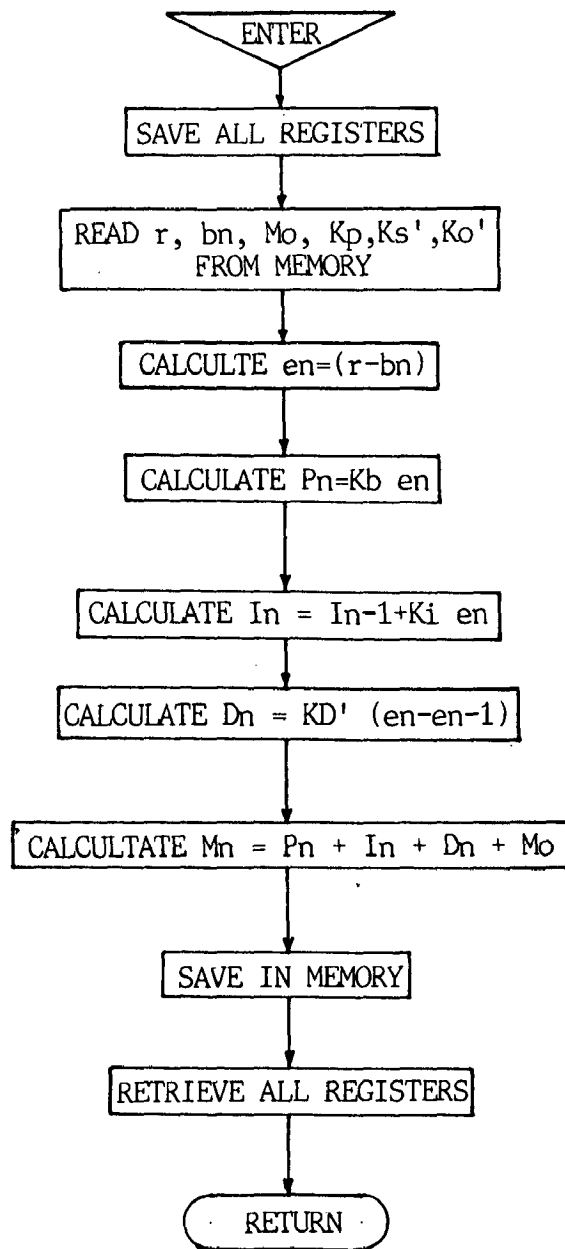 ENTER
SAVE ALL REGISTERS
READ r, bn, Mo, Kp,Ks',Ko'
FROM MEMORY
CALCULTE en=(r-bn)
CALCULATE Pn=Kb en
CALCULATE In = In-1+Ki en
CALCULATE Dn = KD' (en-en-1)
CALCULTATE Mn = Pn + In + Dn + Mo
SAVE IN MEMORY
RETRIEVE ALL REGISTERS
RETURN